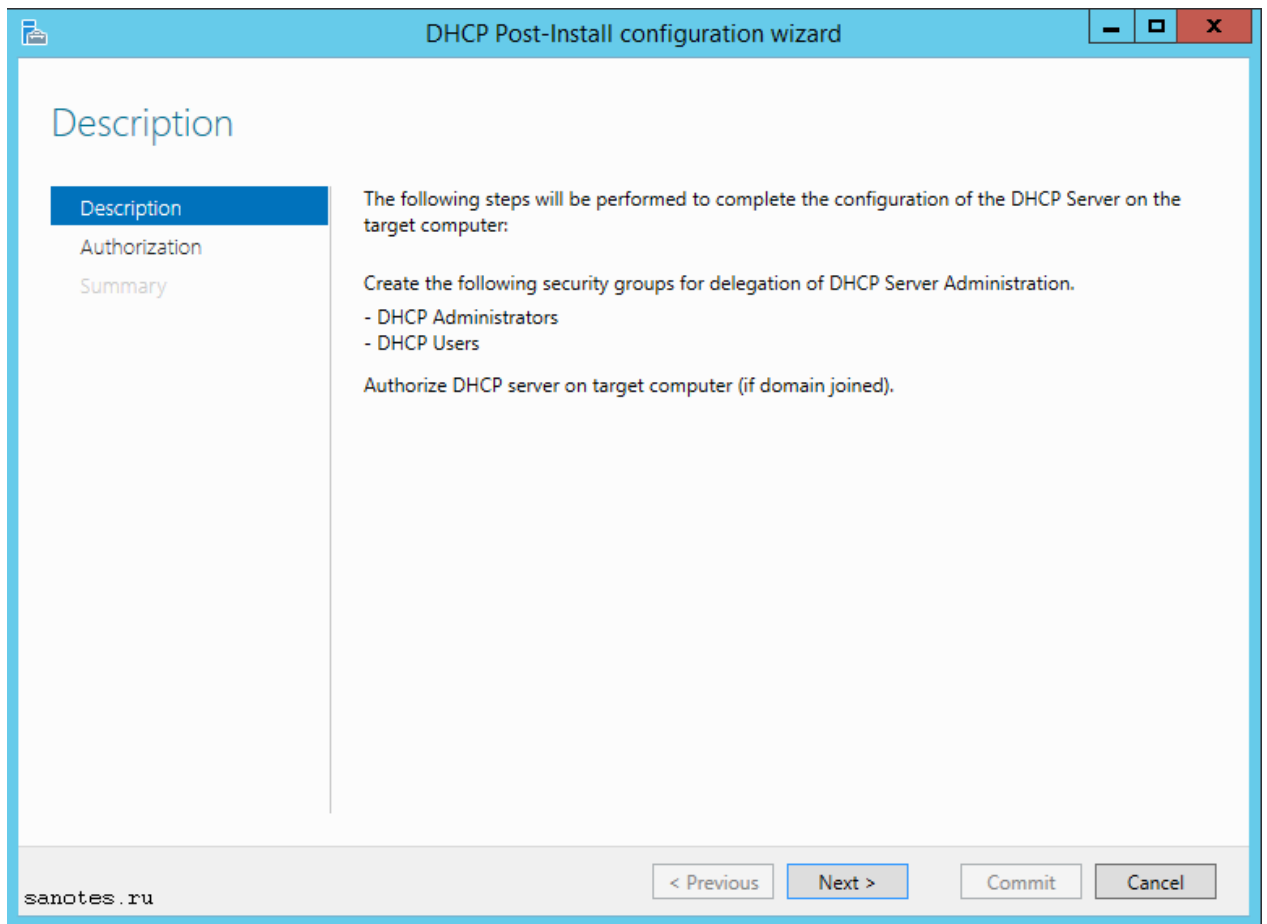 DHCP Post-Install configuration wizard
Description
Description
Authorization
Summary
The following steps will be performed to complete the configuration of the DHCP Server on the
target computer:
Create the following security groups for delegation of DHCP Server Administration.
- DHCP Administrators
- DHCP Users
Authorize DHCP server on target computer (if domain joined).
< Previous
Next >
Commit
Cancel
sanotes.ru